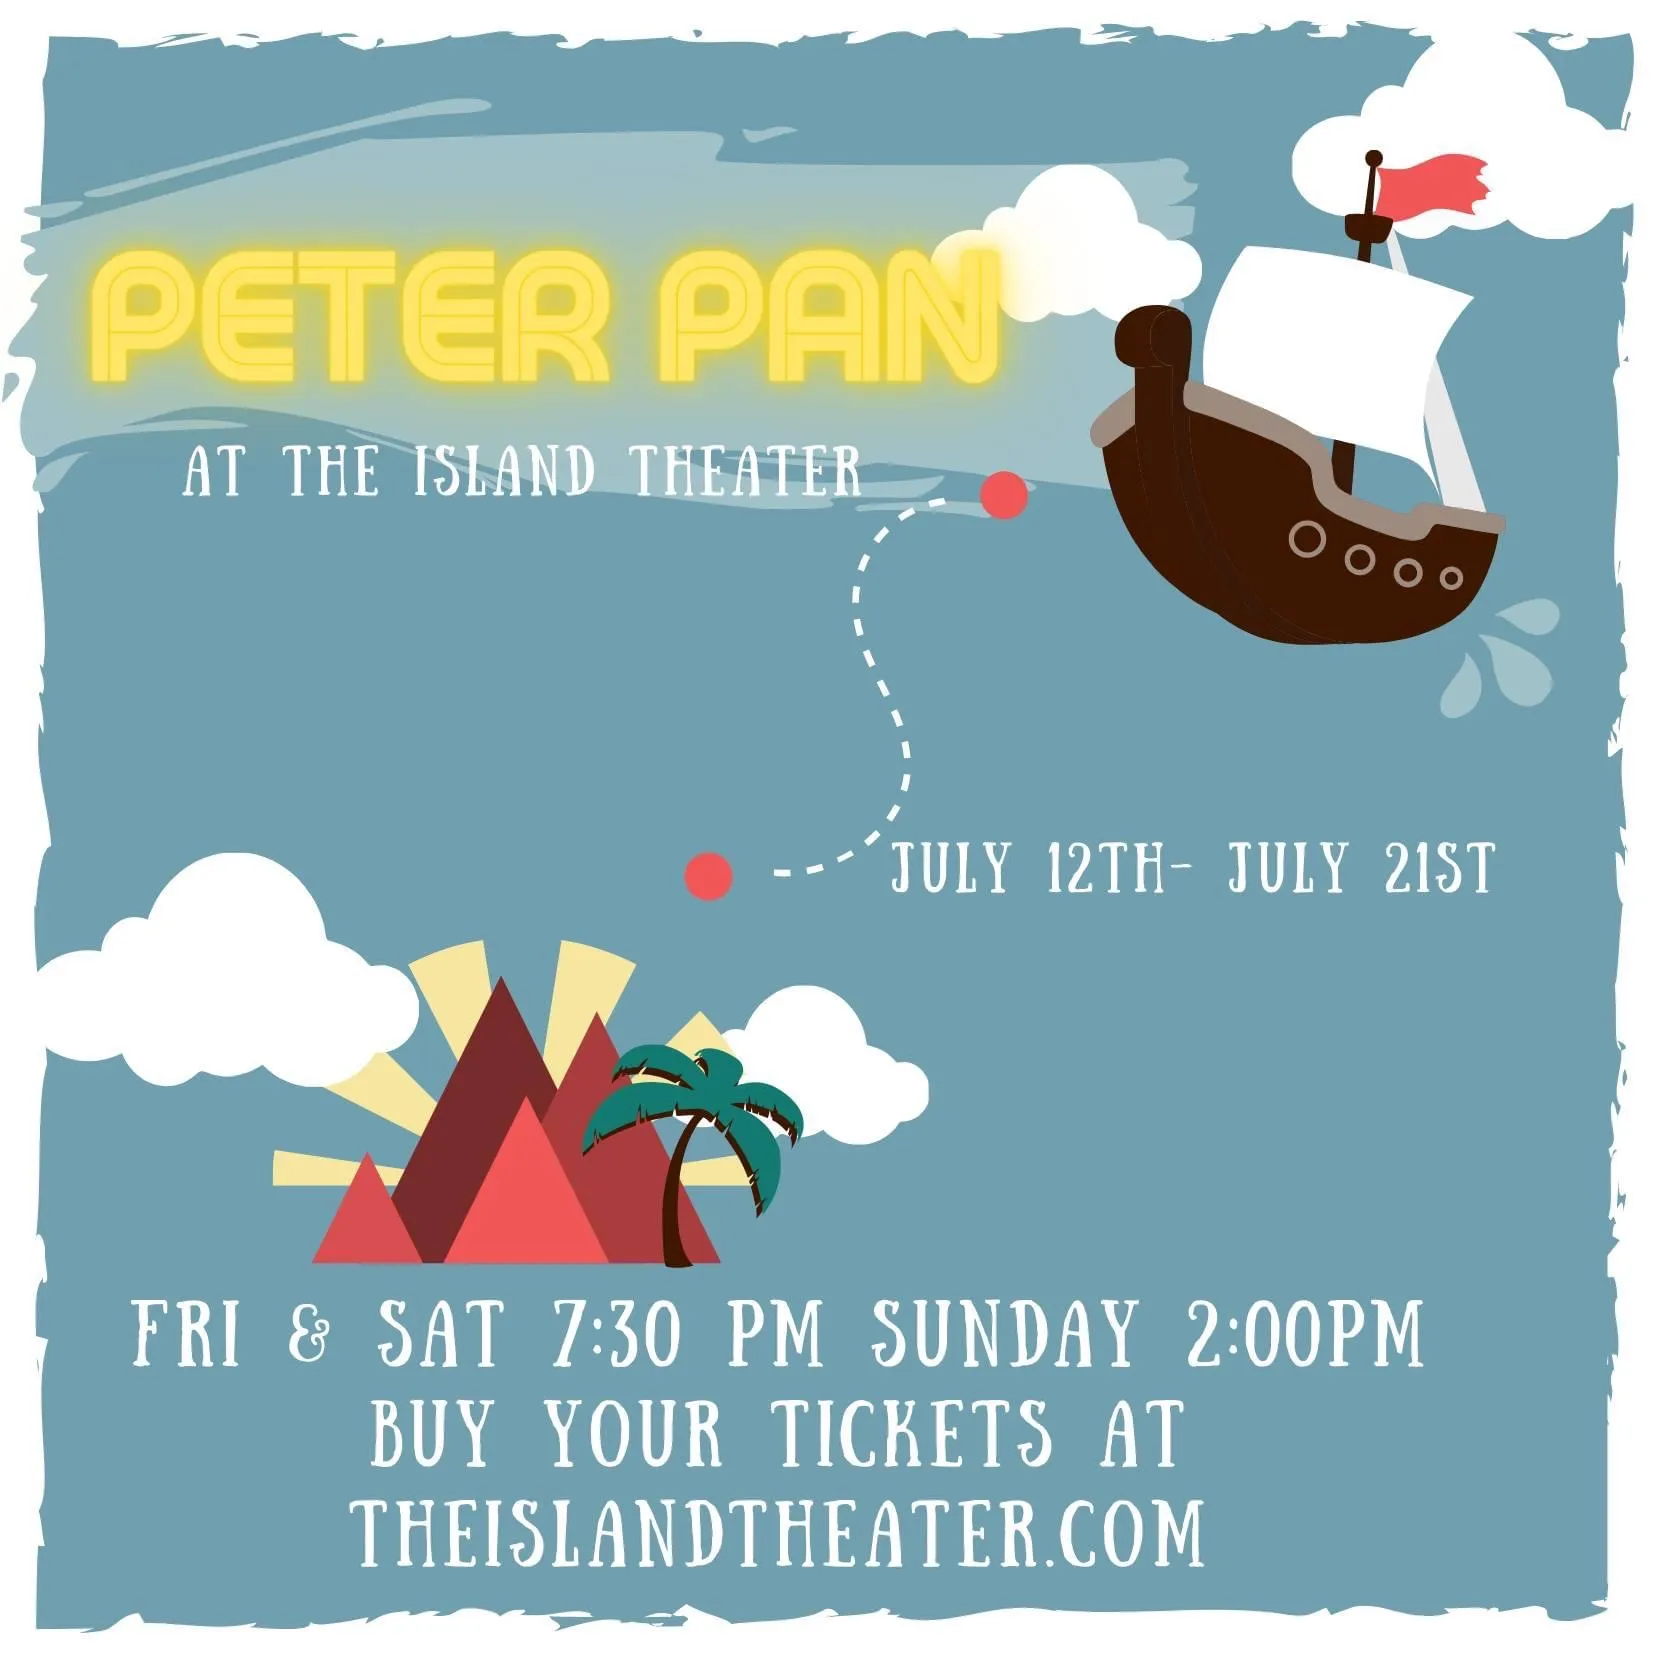 PETER PAN
AT THE ISLAND THEATER
JULY 12TH- JULY 21ST
FRI & SAT 7:30 PM SUNDAY 2:00PM
BUY YOUR TICKETS AT
THEISLANDTHEATER.COM